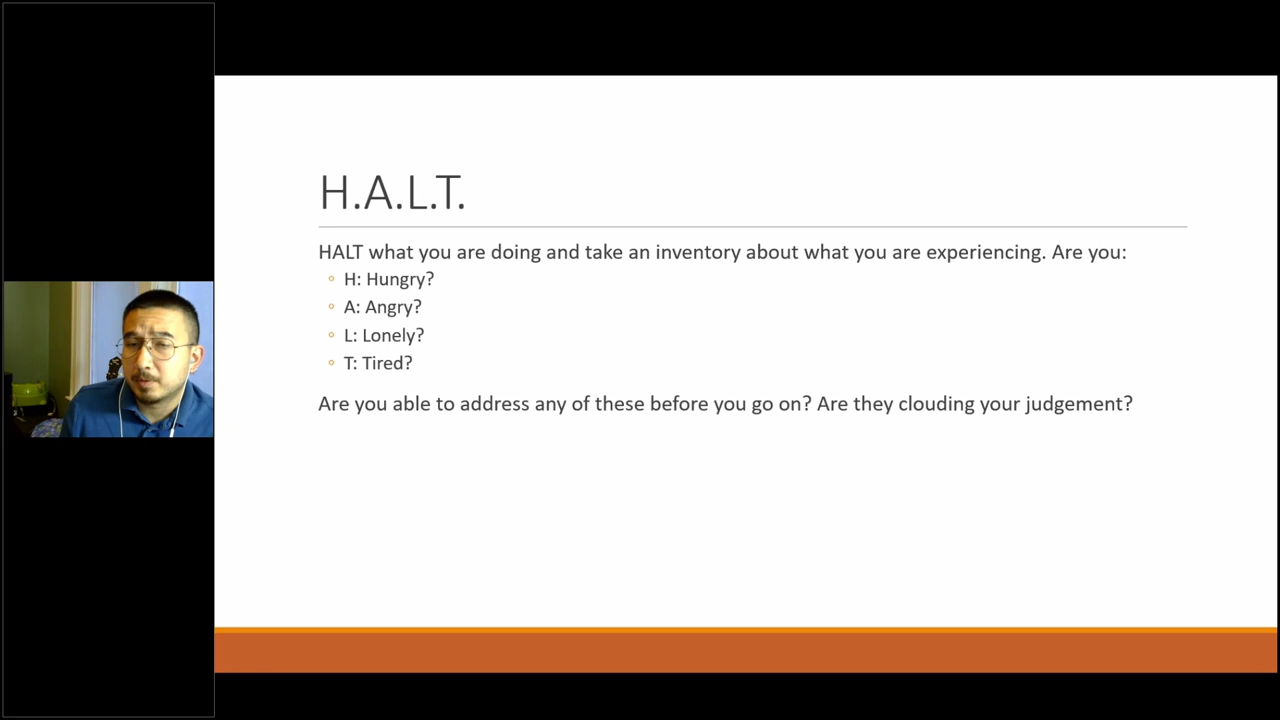 H.A.L.T.
HALT what you are doing and take an inventory about what you are experiencing. Are you:
◦ H: Hungry?
◦ A: Angry?
◦ L: Lonely?
◦ T: Tired?
Are you able to address any of these before you go on? Are they clouding your judgement?